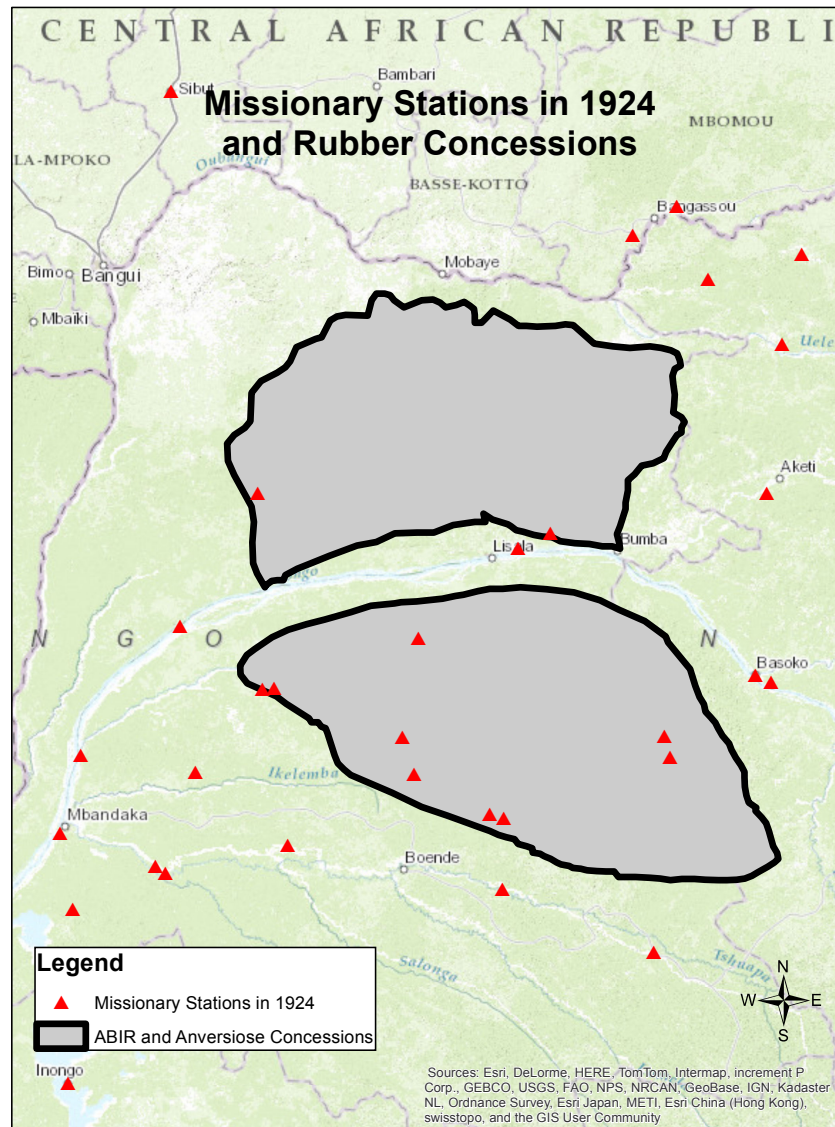 CENTRAL AFRICAN REPUBLI
Sibut
Bambari
Missionary Stations in 1924
and Rubber Concessions
MBOMOU
LA-MPOKO
Oubangui
BASSE-KOTTO
Bangassou
Mobaye
Bimo
Bangui
Mbaïki
Uele
Aketi
Lisala
Bumba
NGO
N
Basoko
Ikelemba
Mbandaka
Boende
Salonga
Tshuapa
Legend
Missionary Stations in 1924
ABIR and Anversiose Concessions
N
W E
S
Inongo
Sources: Esri, DeLorme, HERE, TomTom, Intermap, increment P
Corp., GEBCO, USGS, FAO, NPS, NRCAN, GeoBase, IGN, Kadaster
NL, Ordnance Survey, Esri Japan, METI, Esri China (Hong Kong),
swisstopo, and the GIS User Community